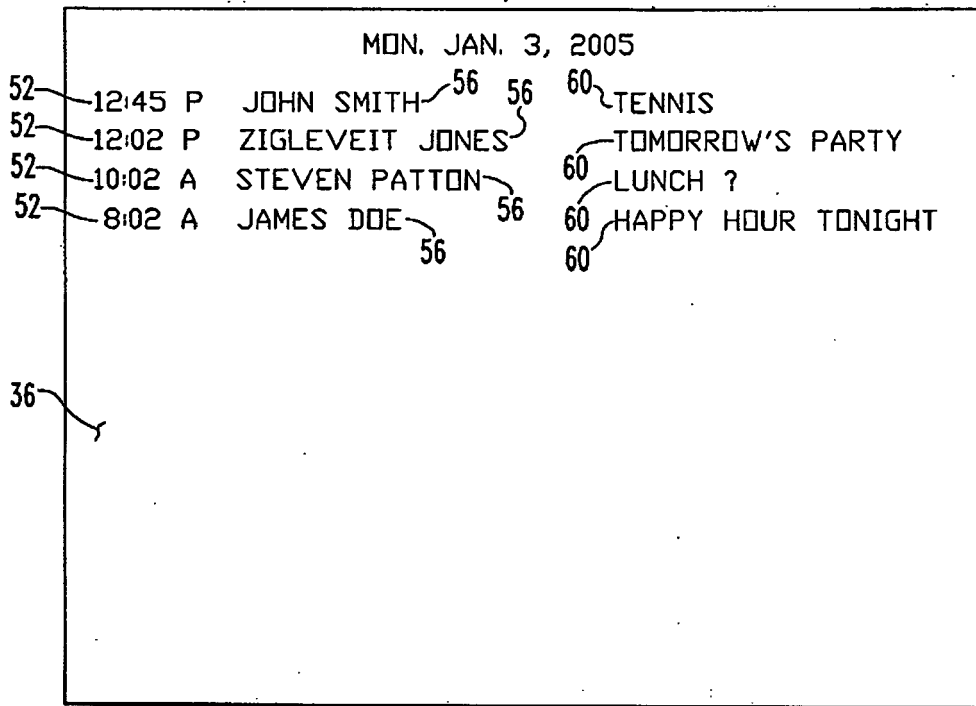 MON. JAN. 3, 2005
52 12:45 P JOHN SMITH 56 60 TENNIS
52 12:02 P ZIGLEVEIT JONES 56 60 TOMORROW'S PARTY
52 10:02 A STEVEN PATTON 56 60 LUNCH ?
52 8:02 A JAMES DOE 56 60 HAPPY HOUR TONIGHT
36